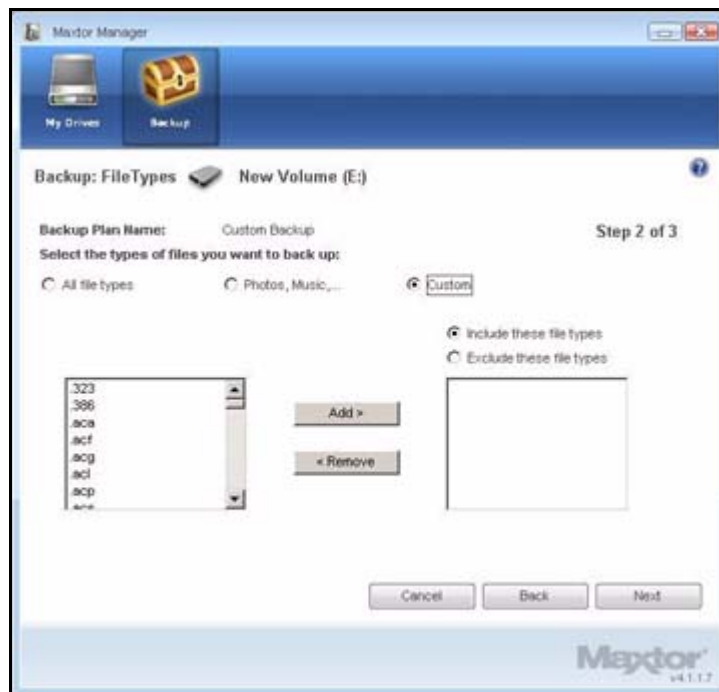 Maxtor Manager
My Drives
Backup
Backup: FileTypes
New Volume (E:)
Backup Plan Name:
Custom Backup
Step 2 of 3
Select the types of files you want to back up:
All file types
Photos, Music,...
Custom
Include these file types
Exclude these file types
.323
.386
.aca
.acf
.acg
.acl
.acp
.acs
Add >
< Remove
Cancel
Back
Next
Maxtor
v4.1.1.7